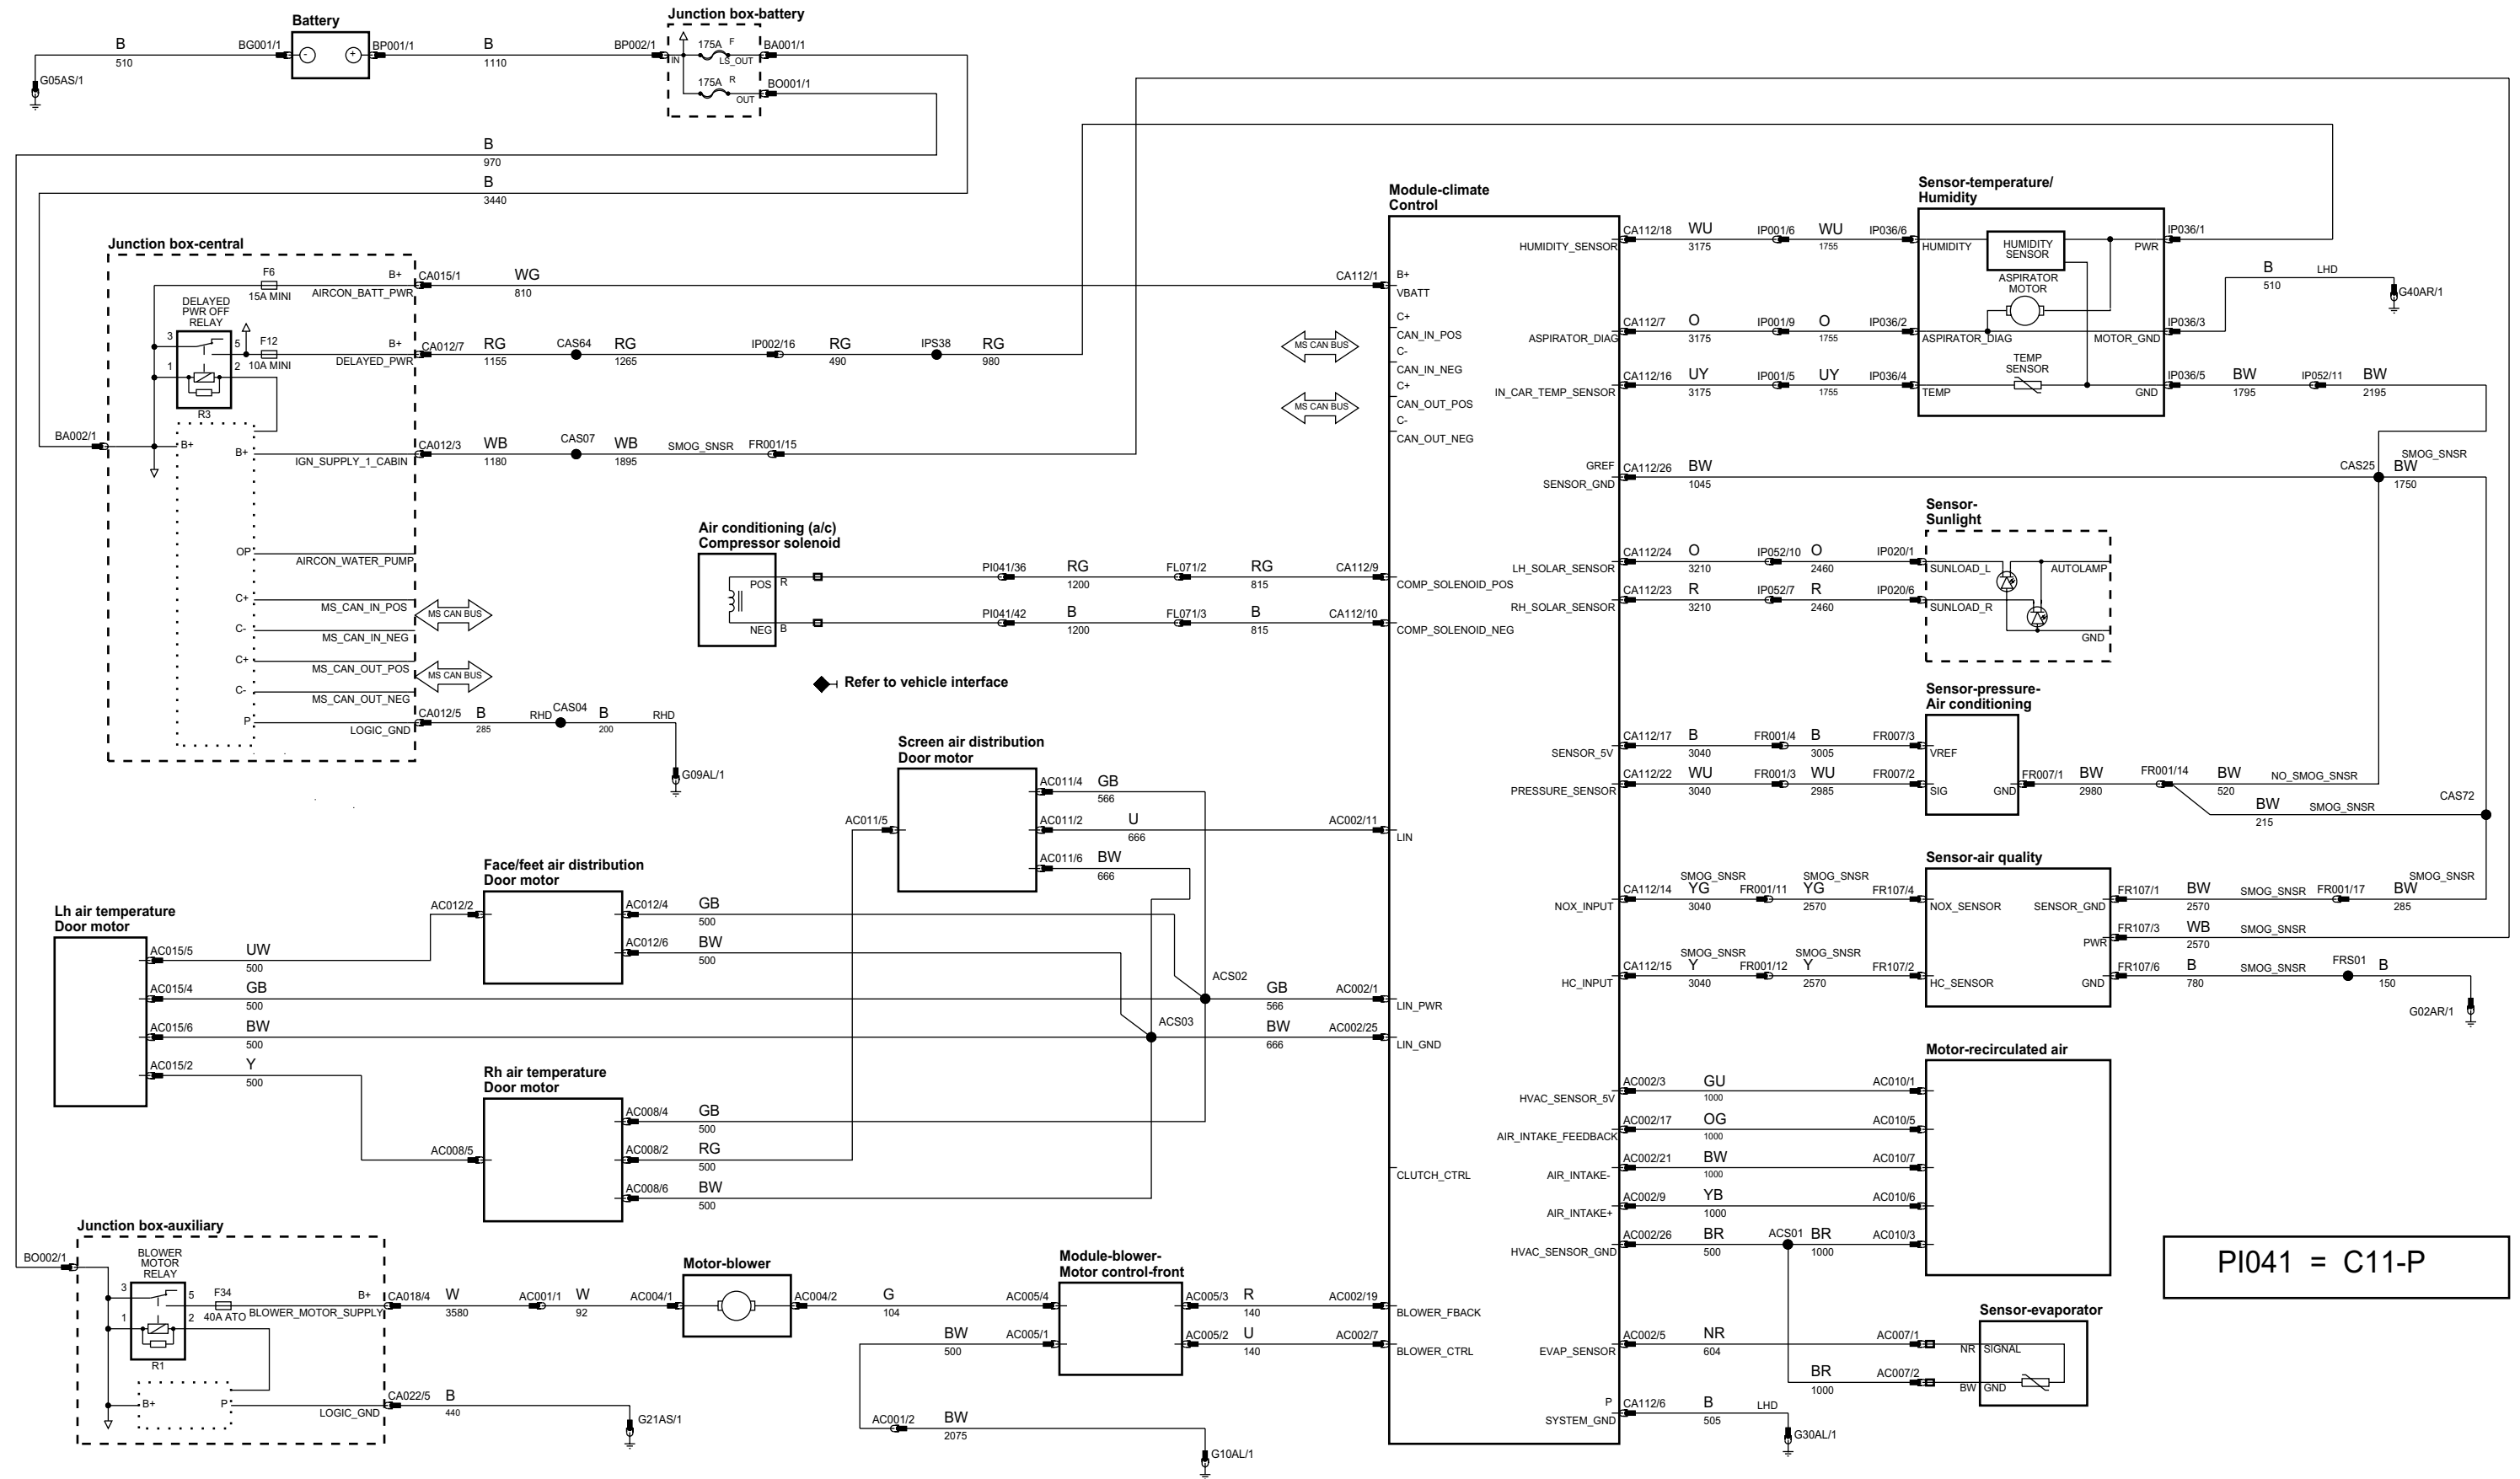 Battery
Junction box-battery
B
510
BG001/1
-
+
BP001/1
B
1110
BP002/1
IN
175A F
LS_OUT
BA001/1
175A R
OUT
BO001/1
G05AS/1
B
970
B
3440
Junction box-central
F6
15A MINI
B+
AIRCON_BATT_PWR
CA015/1
WG
810
CA112/1
DELAYED
PWR OFF
RELAY
3
5
1
2
R3
F12
10A MINI
B+
DELAYED_PWR
CA012/7
RG
1155
CAS64
RG
1265
IP002/16
RG
490
IPS38
RG
980
BA002/1
B+
B+
IGN_SUPPLY_1_CABIN
CA012/3
WB
1180
CAS07
WB
1895
SMOG_SNSR
FR001/15
OP
AIRCON_WATER_PUMP
C+
MS_CAN_IN_POS
C-
MS_CAN_IN_NEG
MS CAN BUS
C+
MS_CAN_OUT_POS
C-
MS_CAN_OUT_NEG
MS CAN BUS
P
LOGIC_GND
CA012/5
B
285
RHD
CAS04
B
200
RHD
G09AL/1
Air conditioning (a/c)
Compressor solenoid
POS
R
NEG
B
PI041/36
RG
1200
FL071/2
RG
815
CA112/9
PI041/42
B
1200
FL071/3
B
815
CA112/10
Refer to vehicle interface
Screen air distribution
Door motor
AC011/5
AC011/4
GB
566
AC011/2
U
666
AC002/11
AC011/6
BW
666
Face/feet air distribution
Door motor
AC012/2
AC012/4
GB
500
AC012/6
BW
500
Lh air temperature
Door motor
AC015/5
UW
500
AC015/4
GB
500
AC015/6
BW
500
AC015/2
Y
500
ACS02
GB
566
AC002/1
ACS03
BW
666
AC002/25
Rh air temperature
Door motor
AC008/5
AC008/4
GB
500
AC008/2
RG
500
AC008/6
BW
500
Junction box-auxiliary
BO002/1
BLOWER
MOTOR
RELAY
3
5
1
2
R1
F34
40A ATO
B+
BLOWER_MOTOR_SUPPLY
CA018/4
W
3580
AC001/1
W
92
AC004/1
Motor-blower
AC004/2
G
104
AC005/4
Module-blower-
Motor control-front
AC005/3
R
140
AC002/19
BW
500
AC005/1
AC005/2
U
140
AC002/7
B+
P
LOGIC_GND
CA022/5
B
440
G21AS/1
AC001/2
BW
2075
G10AL/1
Module-climate
Control
B+
VBATT
MS CAN BUS
C+
CAN_IN_POS
C-
CAN_IN_NEG
MS CAN BUS
C+
CAN_OUT_POS
C-
CAN_OUT_NEG
COMP_SOLENOID_POS
COMP_SOLENOID_NEG
LIN
LIN_PWR
LIN_GND
CLUTCH_CTRL
BLOWER_FBACK
BLOWER_CTRL
HUMIDITY_SENSOR
CA112/18
WU
3175
IP001/6
WU
1755
IP036/6
ASPIRATOR_DIAG
CA112/7
O
3175
IP001/9
O
1755
IP036/2
IN_CAR_TEMP_SENSOR
CA112/16
UY
3175
IP001/5
UY
1755
IP036/4
Sensor-temperature/
Humidity
HUMIDITY
HUMIDITY
SENSOR
PWR
IP036/1
ASPIRATOR
MOTOR
ASPIRATOR_DIAG
MOTOR_GND
IP036/3
B
510
LHD
G40AR/1
TEMP
SENSOR
TEMP
GND
IP036/5
BW
1795
IP052/11
BW
2195
GREF
SENSOR_GND
CA112/26
BW
1045
CAS25
SMOG_SNSR
BW
1750
Sensor-
Sunlight
LH_SOLAR_SENSOR
CA112/24
O
3210
IP052/10
O
2460
IP020/1
SUNLOAD_L
AUTOLAMP
RH_SOLAR_SENSOR
CA112/23
R
3210
IP052/7
R
2460
IP020/6
SUNLOAD_R
GND
Sensor-pressure-
Air conditioning
SENSOR_5V
CA112/17
B
3040
FR001/4
B
3005
FR007/3
VREF
PRESSURE_SENSOR
CA112/22
WU
3040
FR001/3
WU
2985
FR007/2
SIG
GND
FR007/1
BW
2980
FR001/14
BW
520
NO_SMOG_SNSR
BW
215
SMOG_SNSR
CAS72
Sensor-air quality
NOX_INPUT
CA112/14
SMOG_SNSR
YG
3040
FR001/11
SMOG_SNSR
YG
2570
FR107/4
NOX_SENSOR
SENSOR_GND
FR107/1
BW
2570
SMOG_SNSR
FR001/17
SMOG_SNSR
BW
285
PWR
FR107/3
WB
2570
SMOG_SNSR
HC_INPUT
CA112/15
SMOG_SNSR
Y
3040
FR001/12
SMOG_SNSR
Y
2570
FR107/2
HC_SENSOR
GND
FR107/6
B
780
SMOG_SNSR
FRS01
B
150
G02AR/1
Motor-recirculated air
HVAC_SENSOR_5V
AC002/3
GU
1000
AC010/1
AIR_INTAKE_FEEDBACK
AC002/17
OG
1000
AC010/5
AIR_INTAKE-
AC002/21
BW
1000
AC010/7
AIR_INTAKE+
AC002/9
YB
1000
AC010/6
HVAC_SENSOR_GND
AC002/26
BR
500
ACS01
BR
1000
AC010/3
PI041 = C11-P
Sensor-evaporator
EVAP_SENSOR
AC002/5
NR
604
AC007/1
NR
SIGNAL
BR
1000
AC007/2
BW
GND
P
SYSTEM_GND
CA112/6
B
505
LHD
G30AL/1